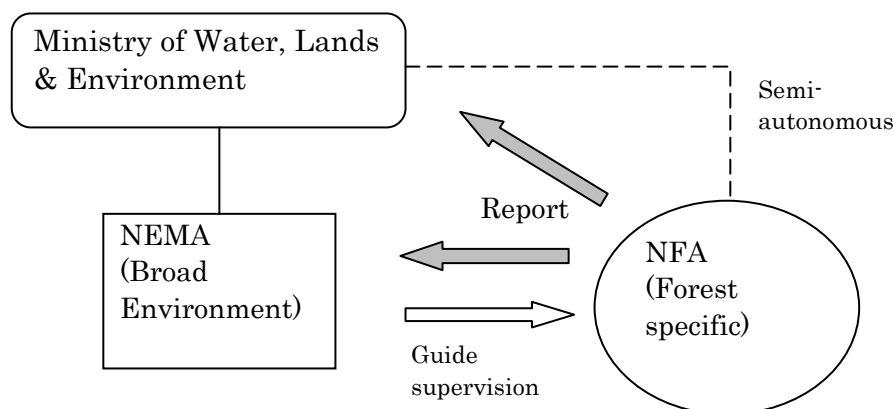 Ministry of Water, Lands
& Environment
Semi-
autonomous
Report
NEMA
(Broad
Environment)
NFA
(Forest
specific)
Guide
supervision